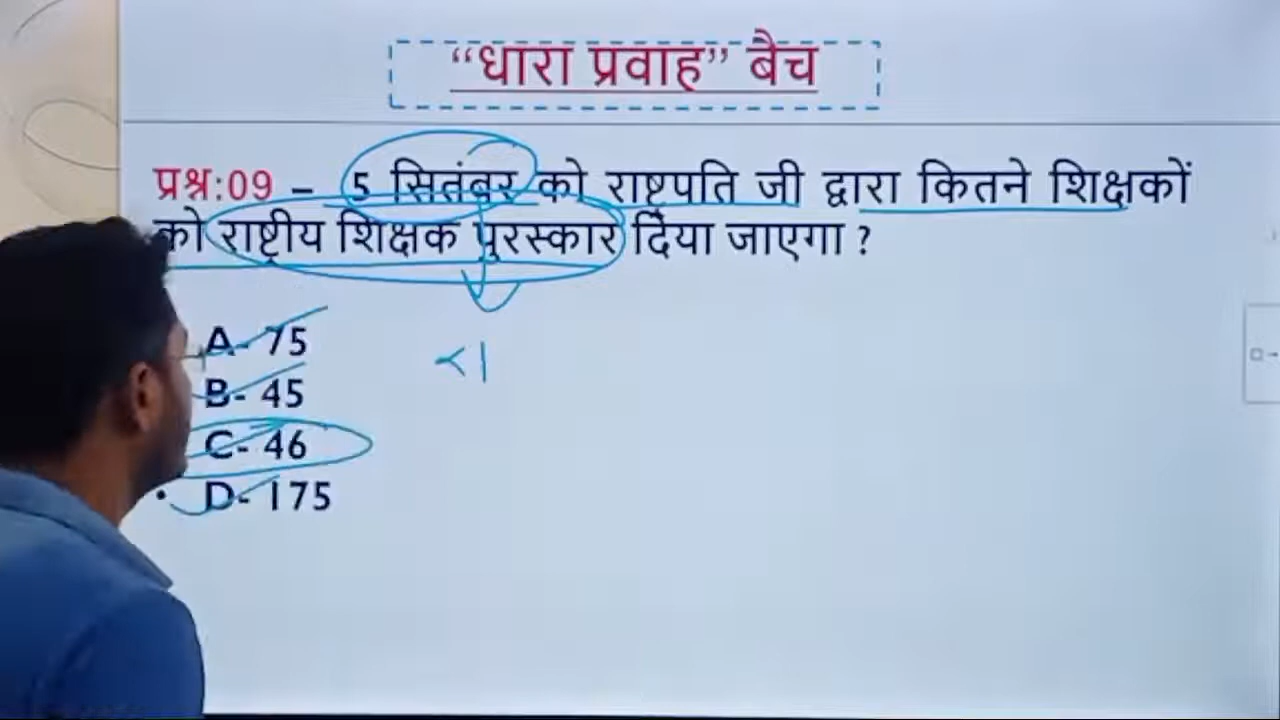 “धारा प्रवाह” बैच
प्रश्न:09 – 5 सितंबर को राष्ट्रपति जी द्वारा कितने शिक्षकों
को राष्ट्रीय शिक्षक पुरस्कार दिया जाएगा ?
A- 75
B- 45
C- 46
• D- 175